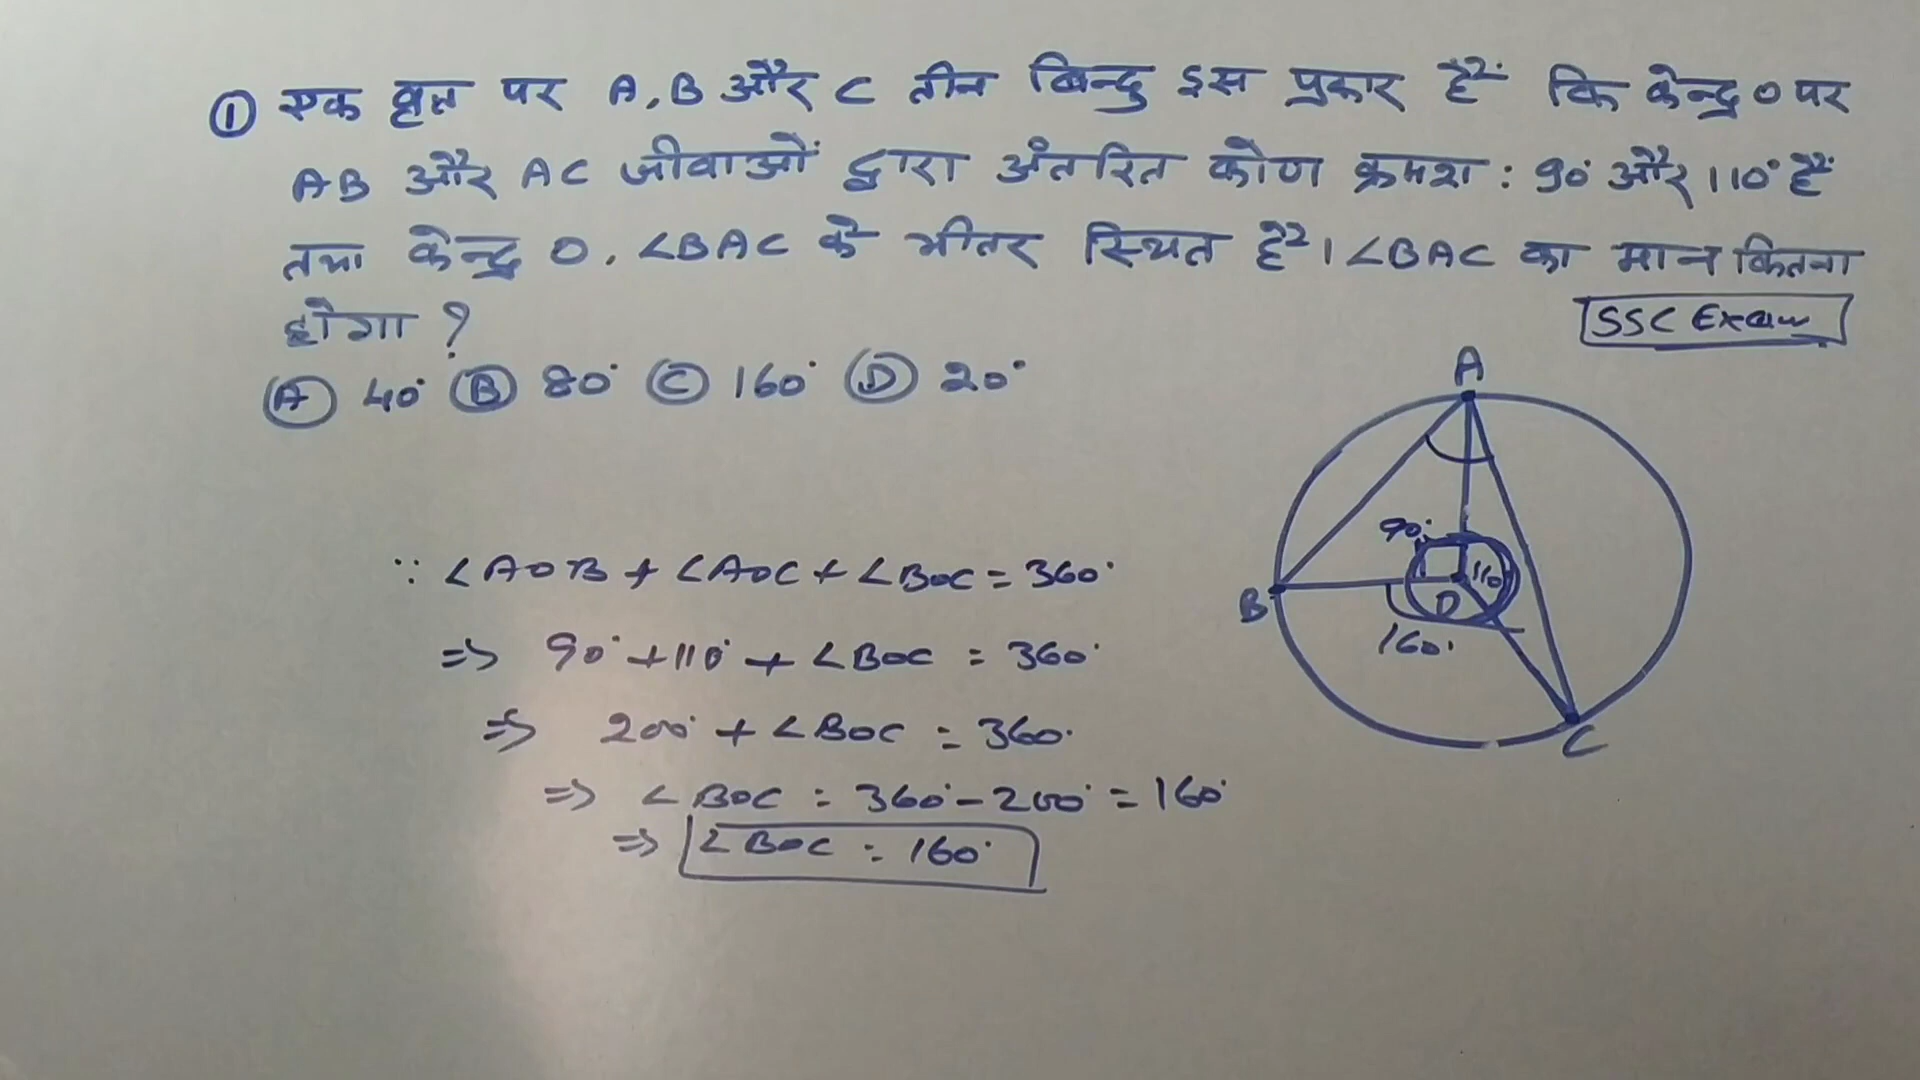 ① एक वृत्त पर A, B और C तीन बिन्दु इस प्रकार हैं कि केन्द्र O पर
AB और AC जीवाओं द्वारा अंतरित कोण क्रमश: 90° और 110° हैं
तथा केन्द्र O, ∠BAC के भीतर स्थित है। ∠BAC का मान कितना
होगा ?
SSC Exam
Ⓐ 40° Ⓑ 80° Ⓒ 160° Ⓓ 20°
A
90°
110°
B
O
160°
C
∵ ∠AOB + ∠AOC + ∠BOC = 360°
⇒ 90° + 110° + ∠BOC = 360°
⇒ 200° + ∠BOC = 360°
⇒ ∠BOC = 360° - 200° = 160°
⇒ ∠BOC = 160°